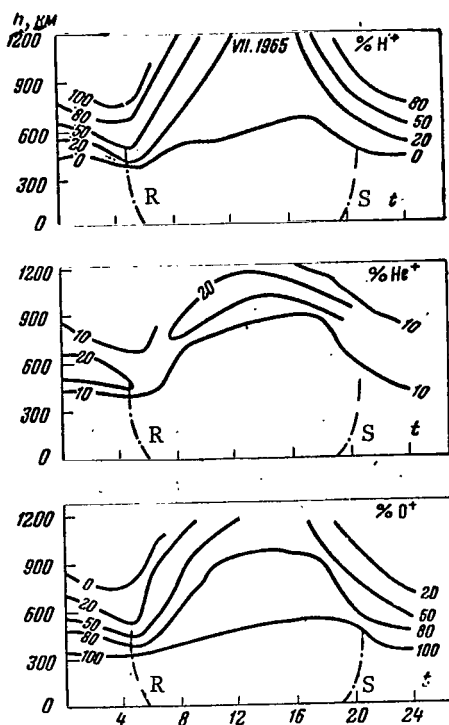 h, км
1200 VII. 1965 % H⁺
900 100 80
80 50
600 50 20
20 0
300 0
0 R S t
1200 % He⁺
20
900 10 10
600 20
10 10
300
0 R S t
1200 % O⁺
900 0 20
20 50
600 50 80
80 100
300 100
0 R S t
0 4 8 12 16 20 24